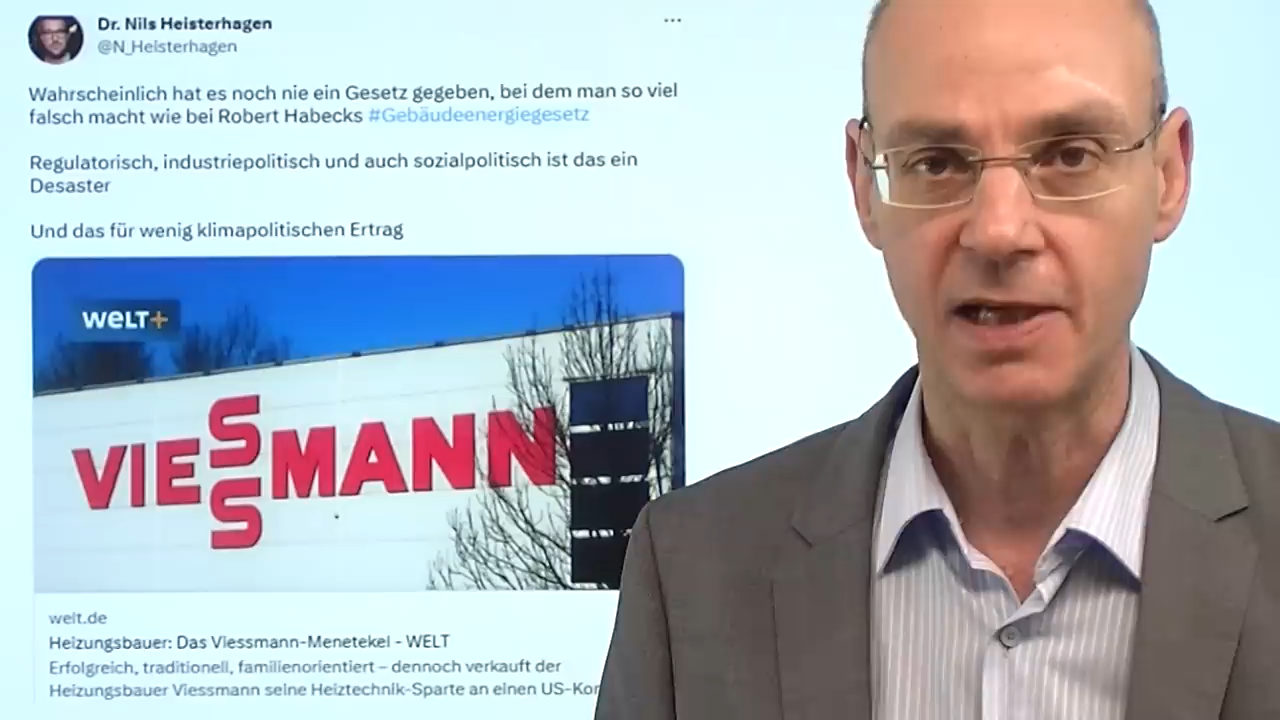 Dr. Nils Heisterhagen
@N_Heisterhagen
...
Wahrscheinlich hat es noch nie ein Gesetz gegeben, bei dem man so viel
falsch macht wie bei Robert Habecks #Gebäudeenergiegesetz
Regulatorisch, industriepolitisch und auch sozialpolitisch ist das ein
Desaster
Und das für wenig klimapolitischen Ertrag
WELT+
VIESSMANN
welt.de
Heizungsbauer: Das Viessmann-Menetekel - WELT
Erfolgreich, traditionell, familienorientiert – dennoch verkauft der
Heizungsbauer Viessmann seine Heiztechnik-Sparte an einen US-Kor